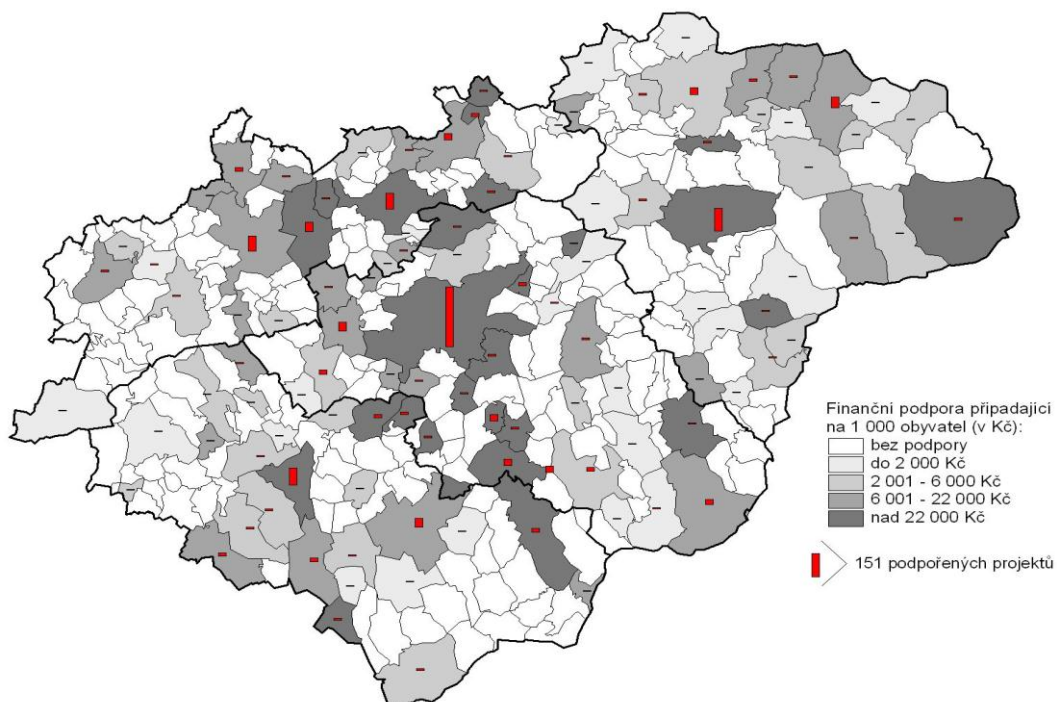 Finanční podpora připadající
na 1 000 obyvatel (v Kč):
bez podpory
do 2 000 Kč
2 001 - 6 000 Kč
6 001 - 22 000 Kč
nad 22 000 Kč
151 podpořených projektů